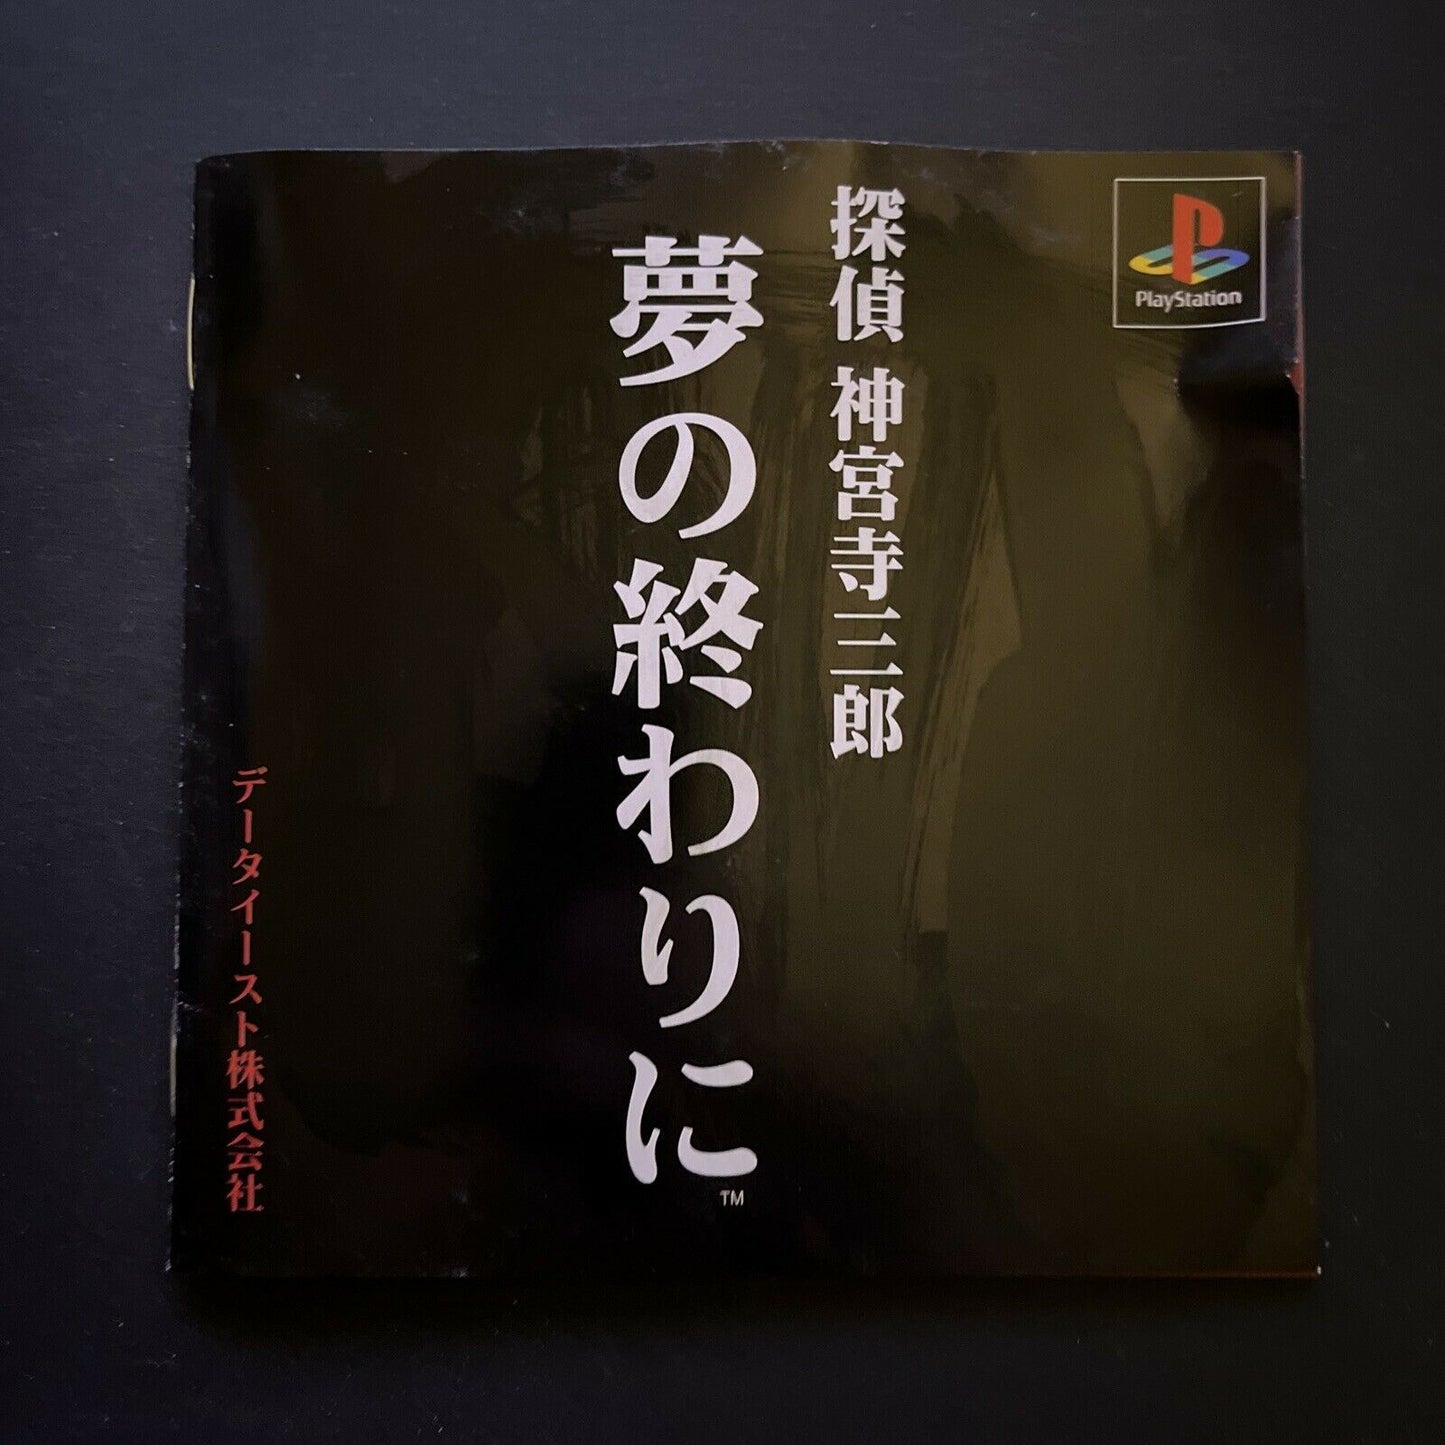 PlayStation
探偵 神宮寺三郎
夢の終わりに
TM
データイースト株式会社